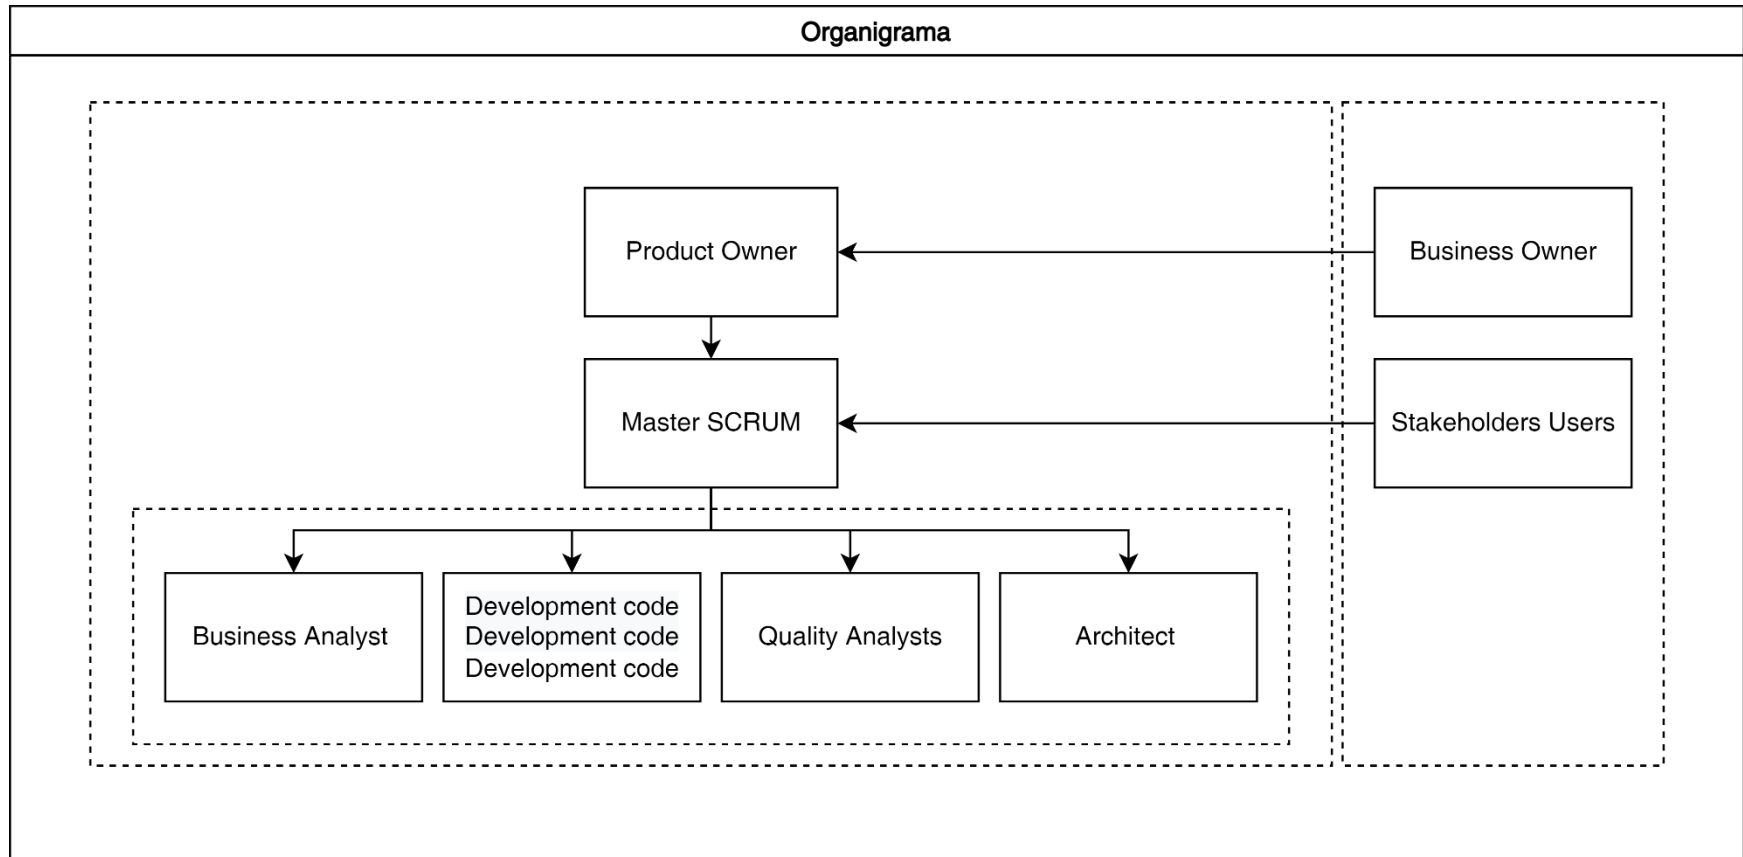 Organigrama
Product Owner
Business Owner
Master SCRUM
Stakeholders Users
Business Analyst
Development code
Development code
Development code
Quality Analysts
Architect